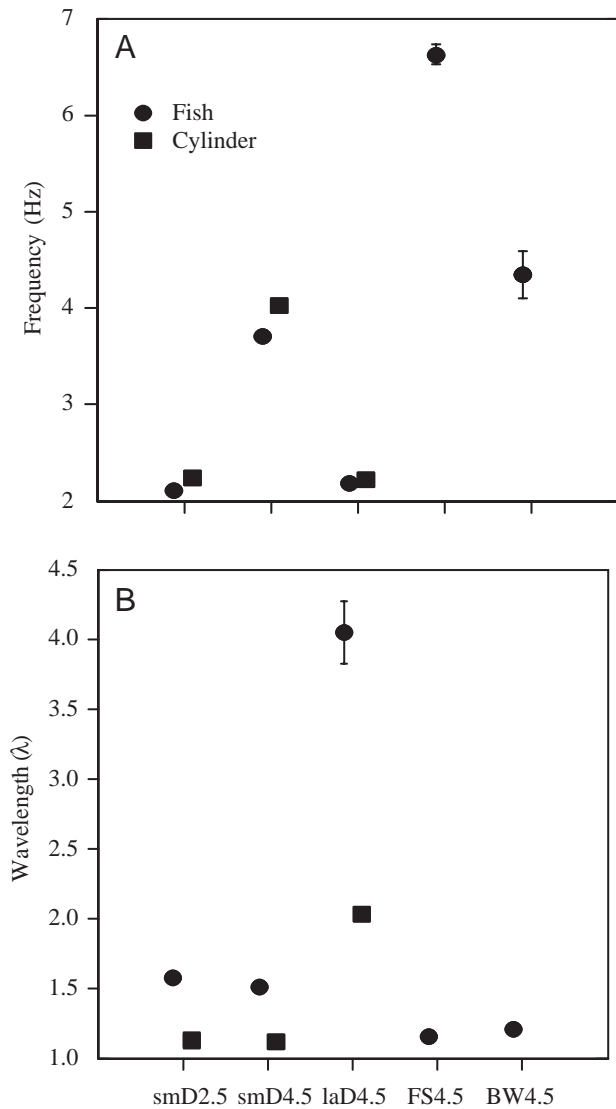 7
A
6
Fish
Cylinder
5
Frequency (Hz)
4
3
2
4.5
B
4.0
3.5
3.0
Wavelength (λ)
2.5
2.0
1.5
1.0
smD2.5 smD4.5 laD4.5 FS4.5 BW4.5